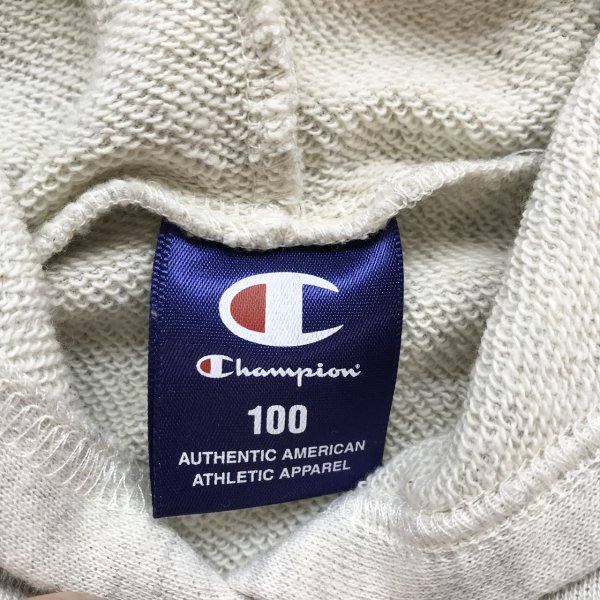 Champion
100
AUTHENTIC AMERICAN
ATHLETIC APPAREL